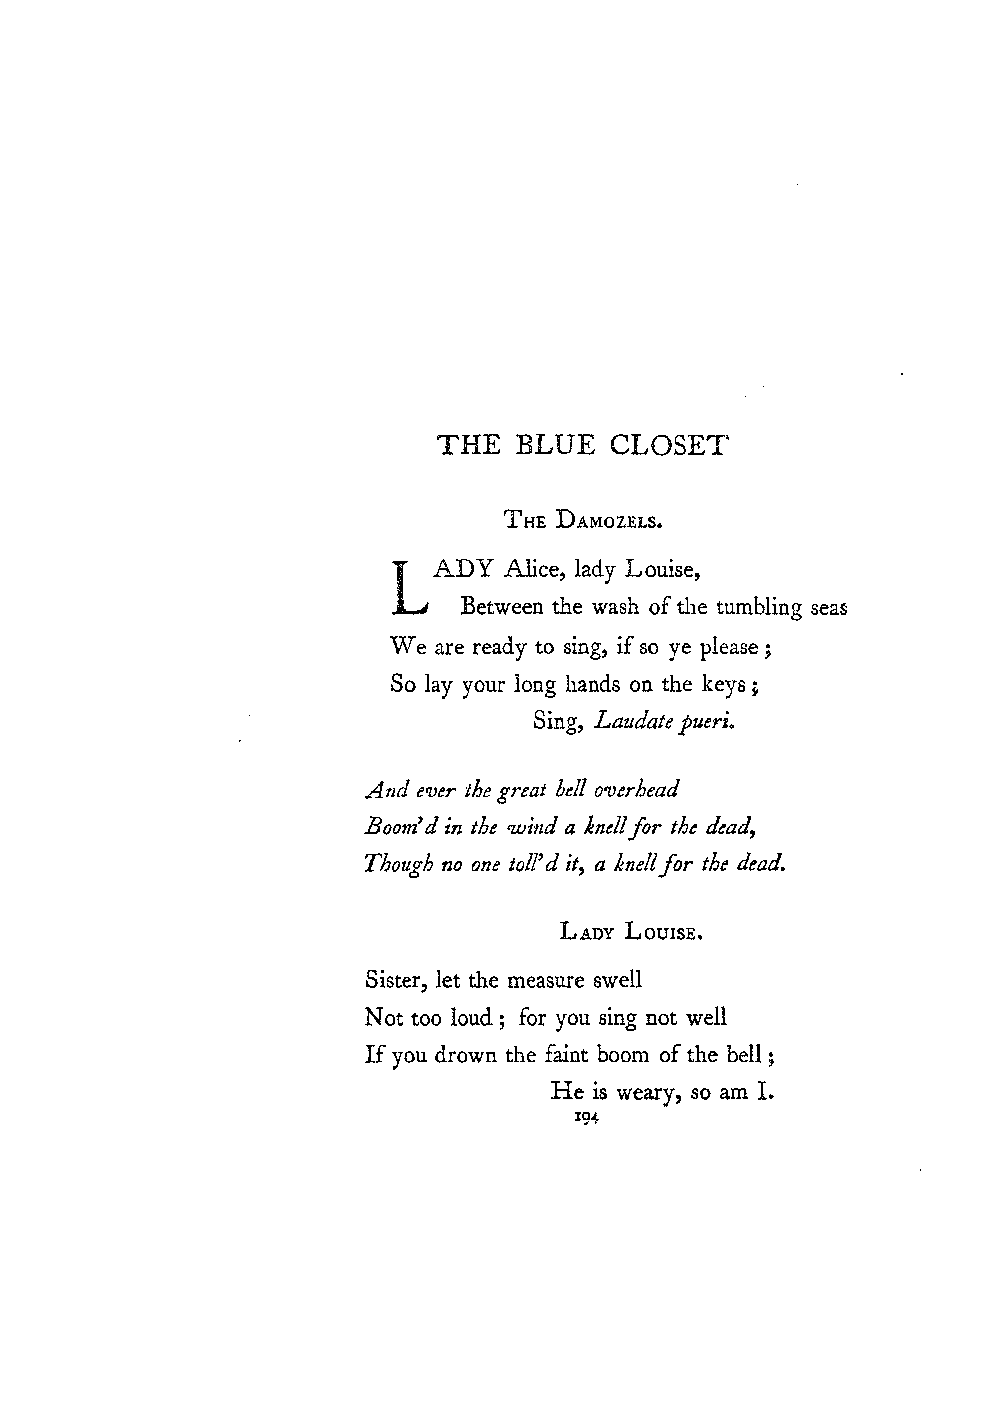 THE BLUE CLOSET
The Damozels.
LADY Alice, lady Louise,
Between the wash of the tumbling seas
We are ready to sing, if so ye please;
So lay your long hands on the keys;
Sing, Laudate pueri.
And ever the great bell overhead
Boom'd in the wind a knell for the dead,
Though no one toll'd it, a knell for the dead.
Lady Louise.
Sister, let the measure swell
Not too loud; for you sing not well
If you drown the faint boom of the bell;
He is weary, so am I.
194